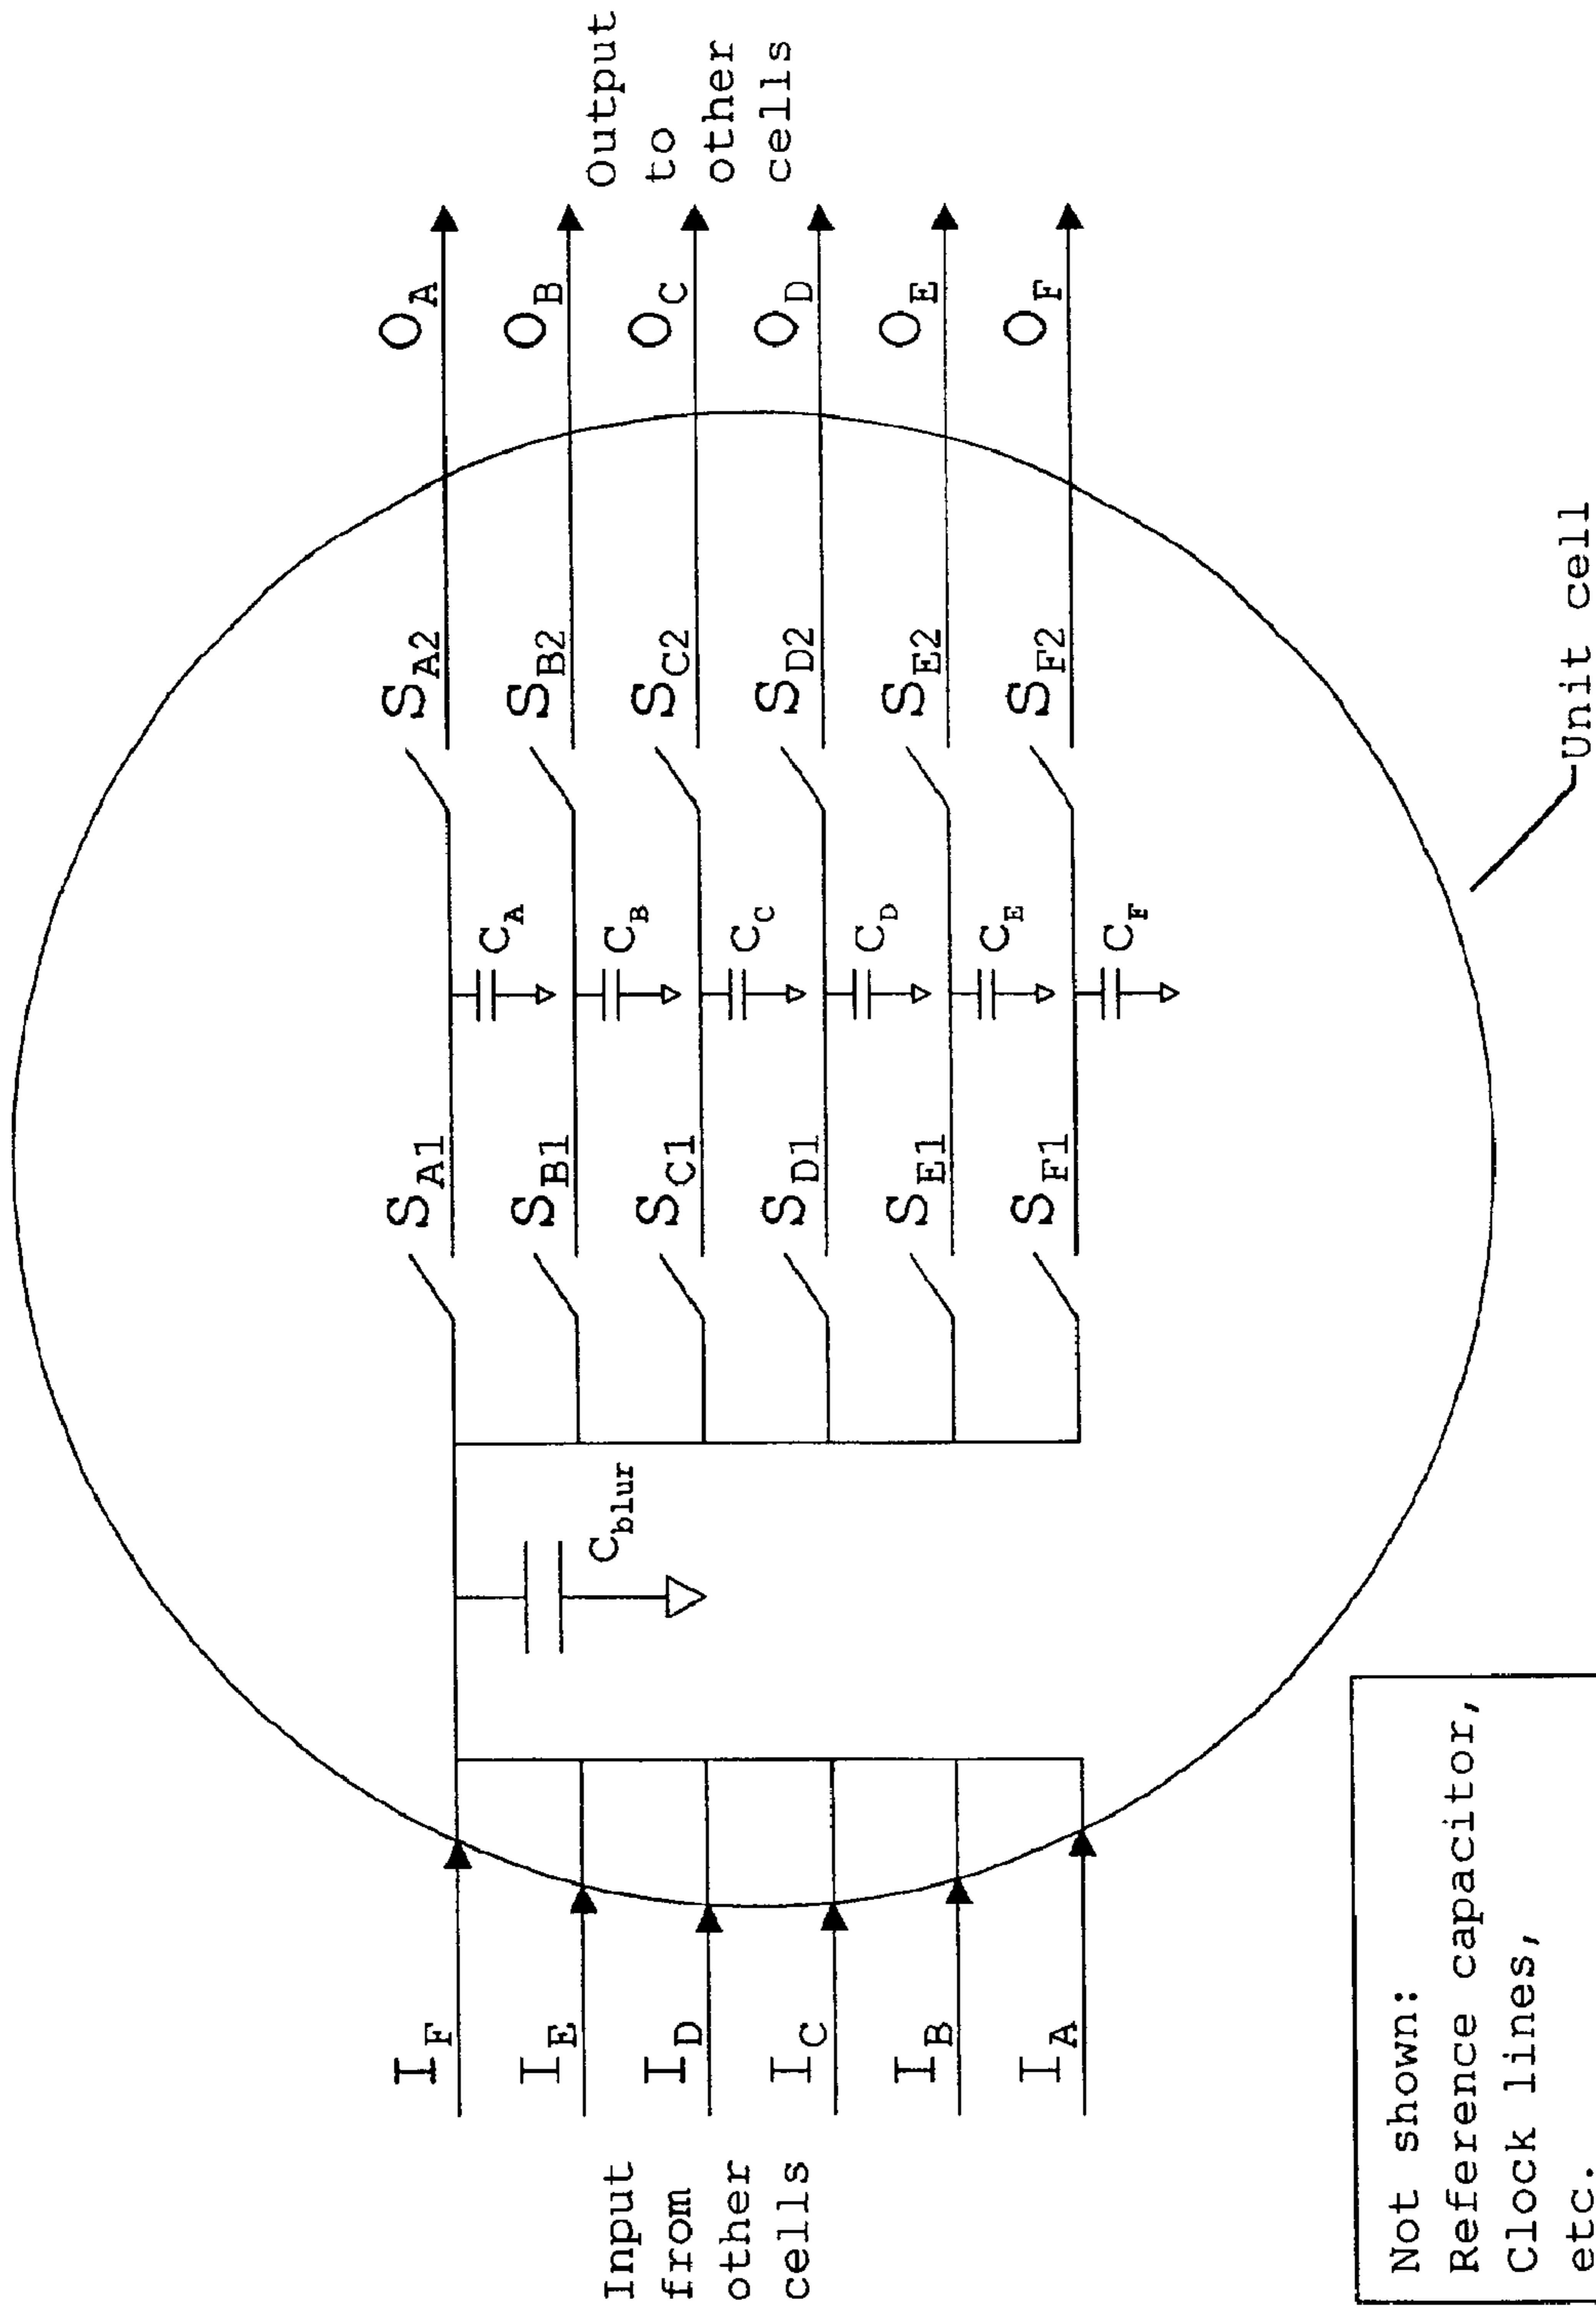 Input
from
other
cells
I_F
I_E
I_D
I_C
I_B
I_A
C_blur
S_A1
S_B1
S_C1
S_D1
S_E1
S_F1
C_A
C_B
C_C
C_D
C_E
C_F
S_A2
S_B2
S_C2
S_D2
S_E2
S_F2
O_A
O_B
O_C
O_D
O_E
O_F
Output
to
other
cells
Unit cell
Not shown:
Reference capacitor,
Clock lines,
etc.